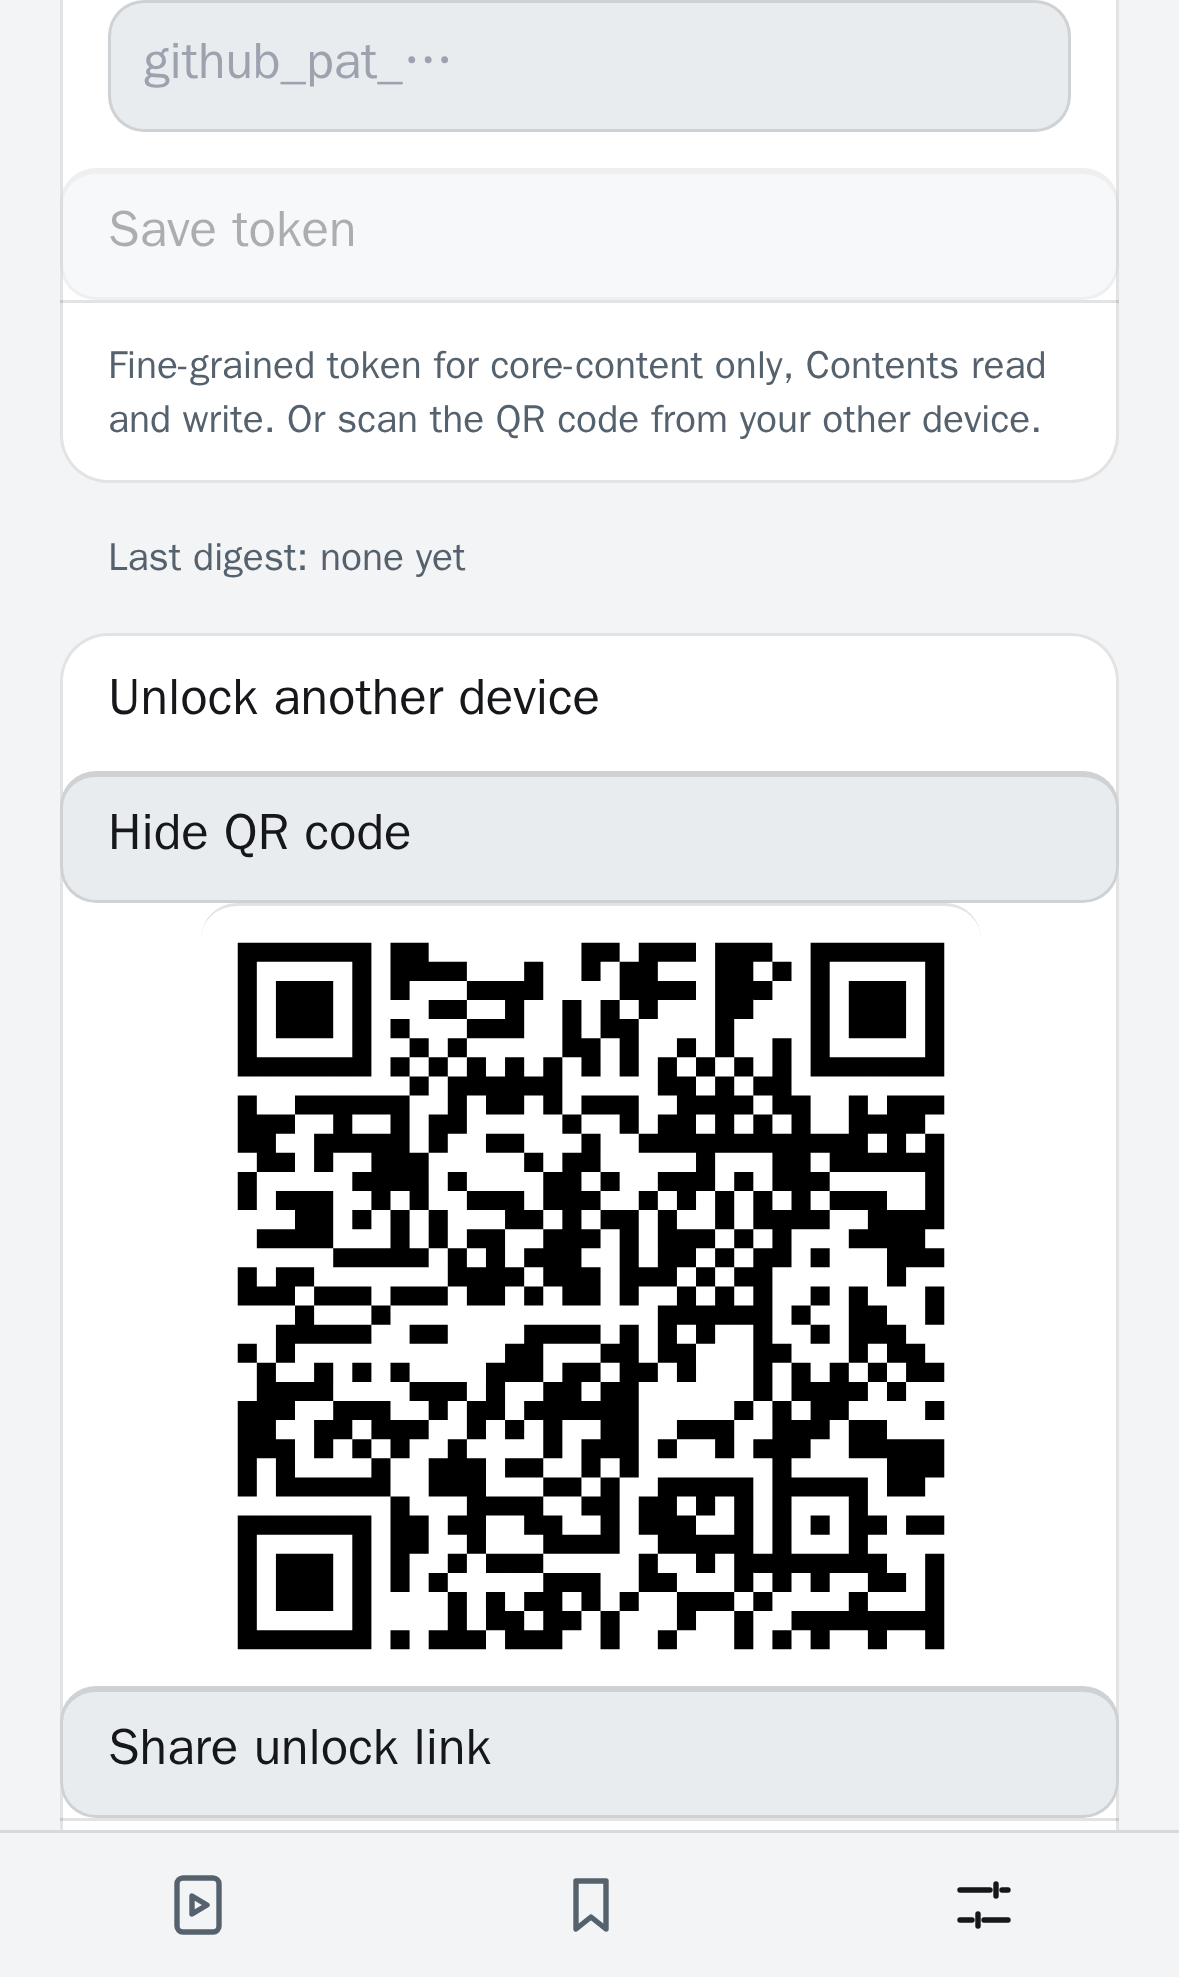 github_pat_···
Save token
Fine-grained token for core-content only, Contents read
and write. Or scan the QR code from your other device.
Last digest: none yet
Unlock another device
Hide QR code
Share unlock link